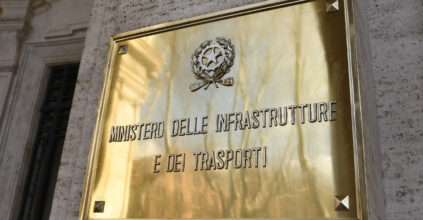 MINISTERO DELLE INFRASTRUTTURE
E DEI TRASPORTI